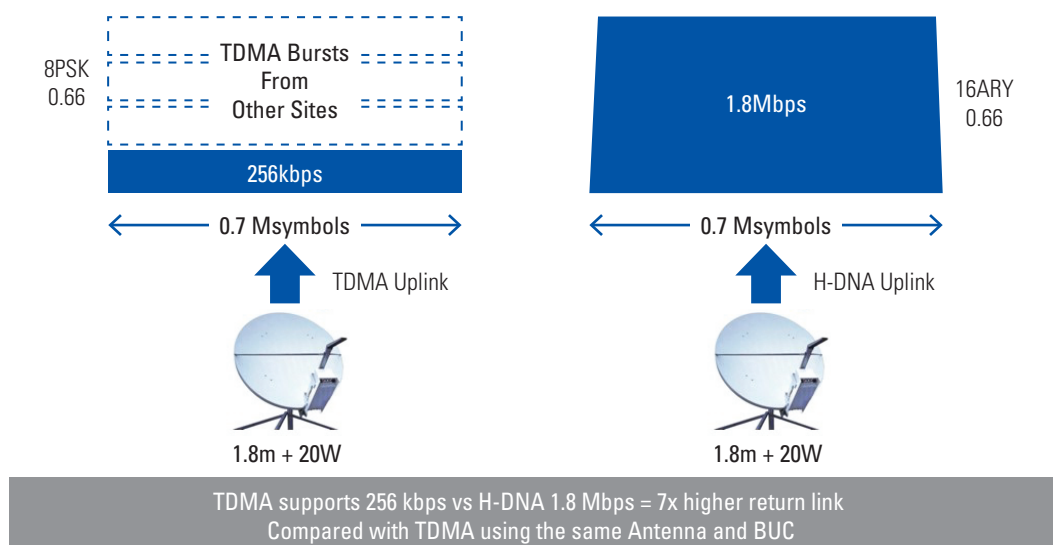 TDMA Bursts
From
Other Sites
8PSK
0.66
256kbps
0.7 Msymbols
TDMA Uplink
1.8m + 20W
1.8Mbps
16ARY
0.66
0.7 Msymbols
H-DNA Uplink
1.8m + 20W
TDMA supports 256 kbps vs H-DNA 1.8 Mbps = 7x higher return link
Compared with TDMA using the same Antenna and BUC